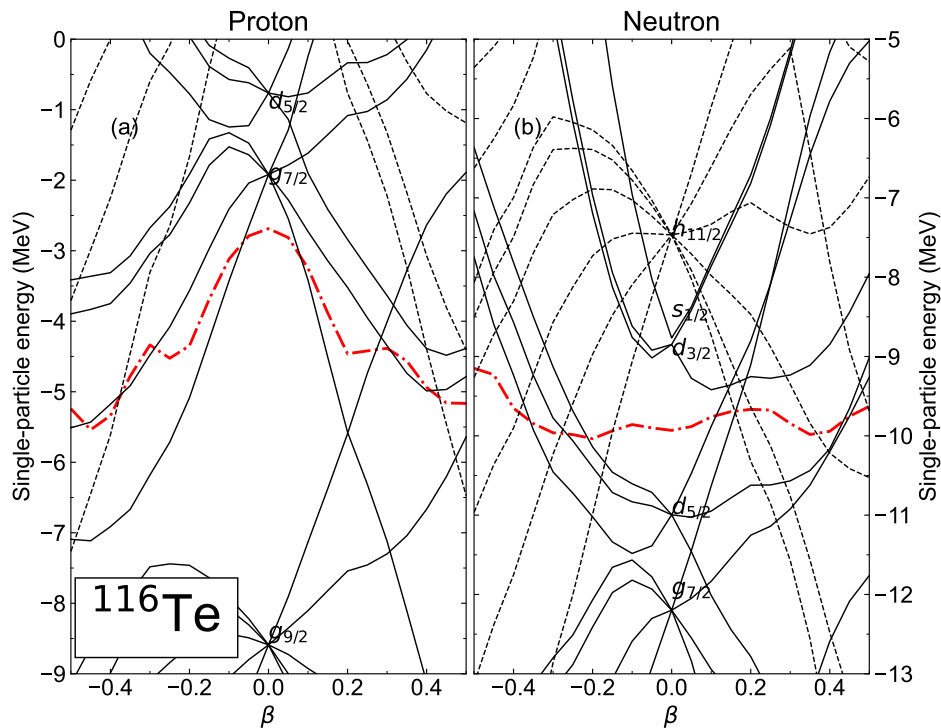 Proton
Neutron
Single-particle energy (MeV)
0
−1
−2
−3
−4
−5
−6
−7
−8
−9
(a)
d5/2
g7/2
g9/2
116Te
−0.4
−0.2
0.0
0.2
0.4
β
(b)
h11/2
s1/2
d3/2
d5/2
g7/2
−0.4
−0.2
0.0
0.2
0.4
β
−5
−6
−7
−8
−9
−10
−11
−12
−13
Single-particle energy (MeV)